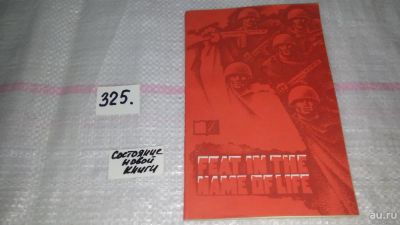 325.
Состояние
новой
книги
FEAT IN THE
NAME OF LIFE
au.ru